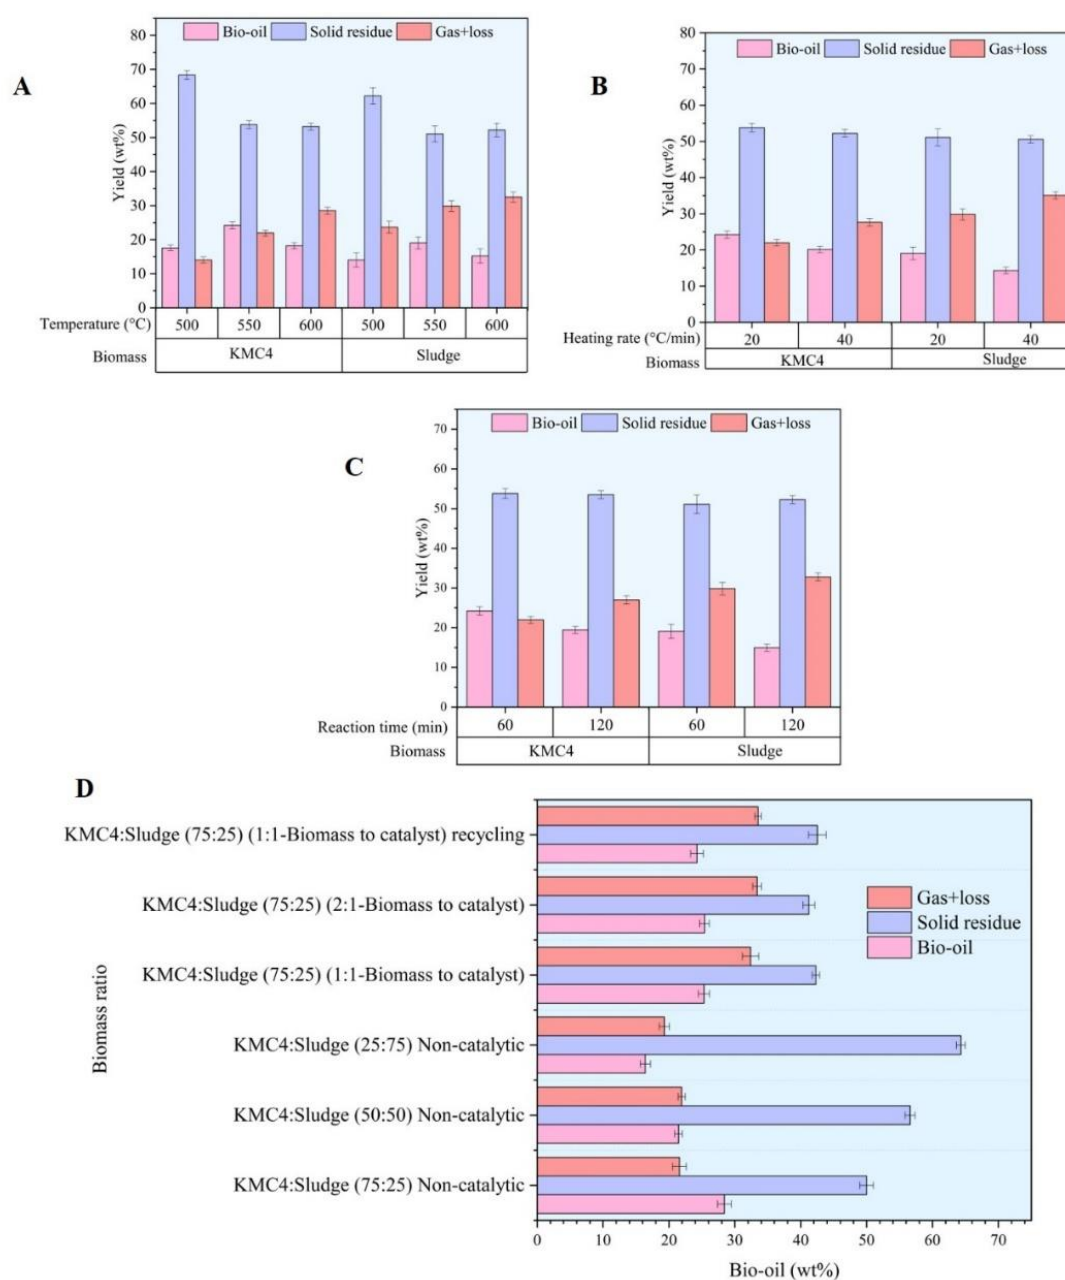 A
Bio-oil Solid residue Gas+loss
80
70
60
50
40
30
20
10
0
Yield (wt%)
Temperature (°C) 500 550 600 500 550 600
Biomass KMC4 Sludge
B
Bio-oil Solid residue Gas+loss
80
70
60
50
40
30
20
10
0
Yield (wt%)
Heating rate (°C/min) 20 40 20 40
Biomass KMC4 Sludge
C
Bio-oil Solid residue Gas+loss
70
60
50
40
30
20
10
0
Yield (wt%)
Reaction time (min) 60 120 60 120
Biomass KMC4 Sludge
D
Biomass ratio
KMC4:Sludge (75:25) (1:1-Biomass to catalyst) recycling
KMC4:Sludge (75:25) (2:1-Biomass to catalyst)
KMC4:Sludge (75:25) (1:1-Biomass to catalyst)
KMC4:Sludge (25:75) Non-catalytic
KMC4:Sludge (50:50) Non-catalytic
KMC4:Sludge (75:25) Non-catalytic
Gas+loss
Solid residue
Bio-oil
0 10 20 30 40 50 60 70
Bio-oil (wt%)